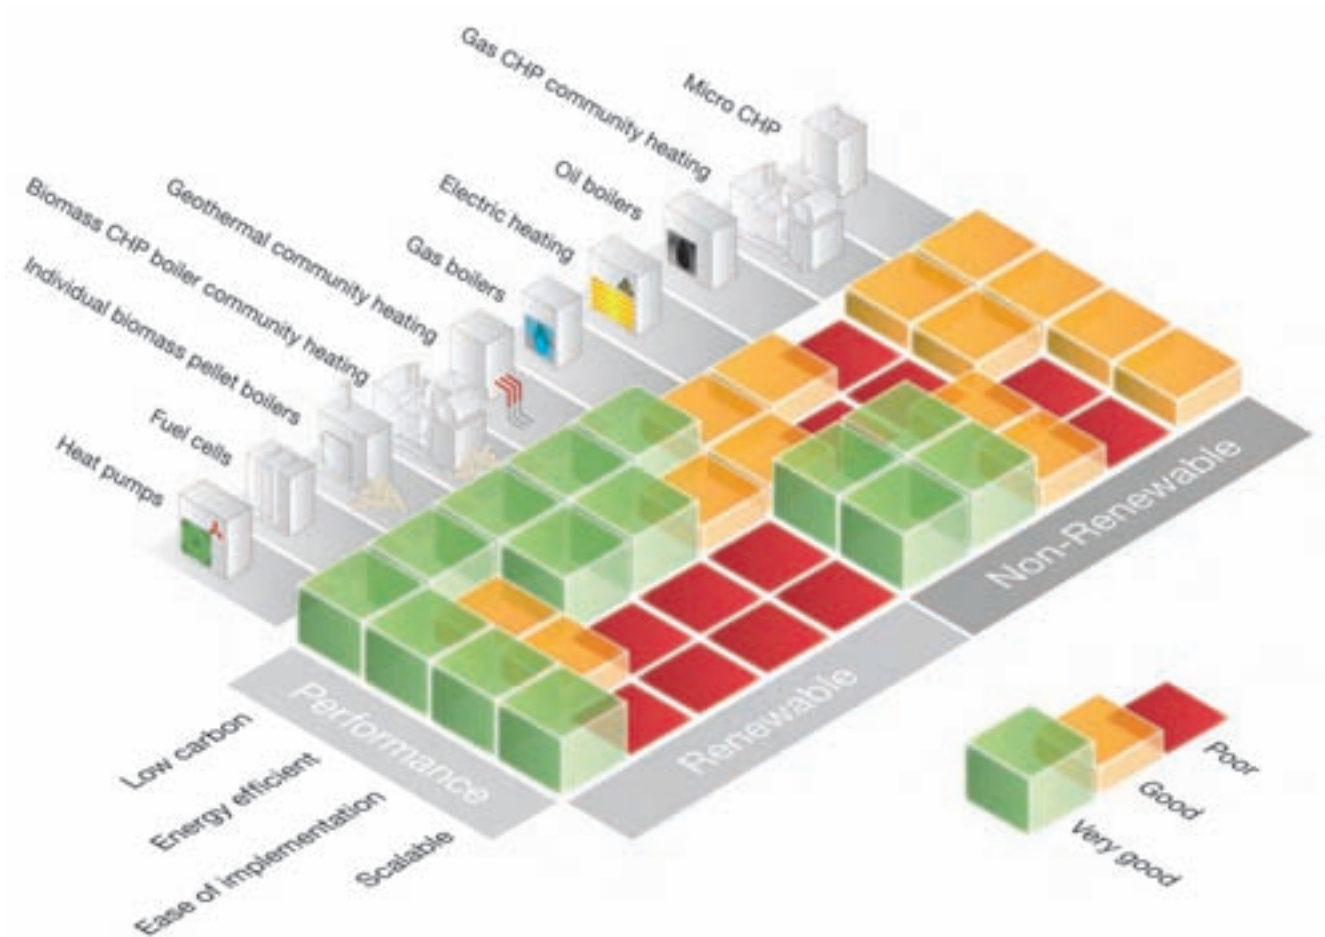 Micro CHP
Gas CHP community heating
Oil boilers
Electric heating
Gas boilers
Geothermal community heating
Biomass CHP boiler community heating
Individual biomass pellet boilers
Fuel cells
Heat pumps
Performance
Renewable
Non-Renewable
Low carbon
Energy efficient
Ease of implementation
Scalable
Poor
Good
Very good